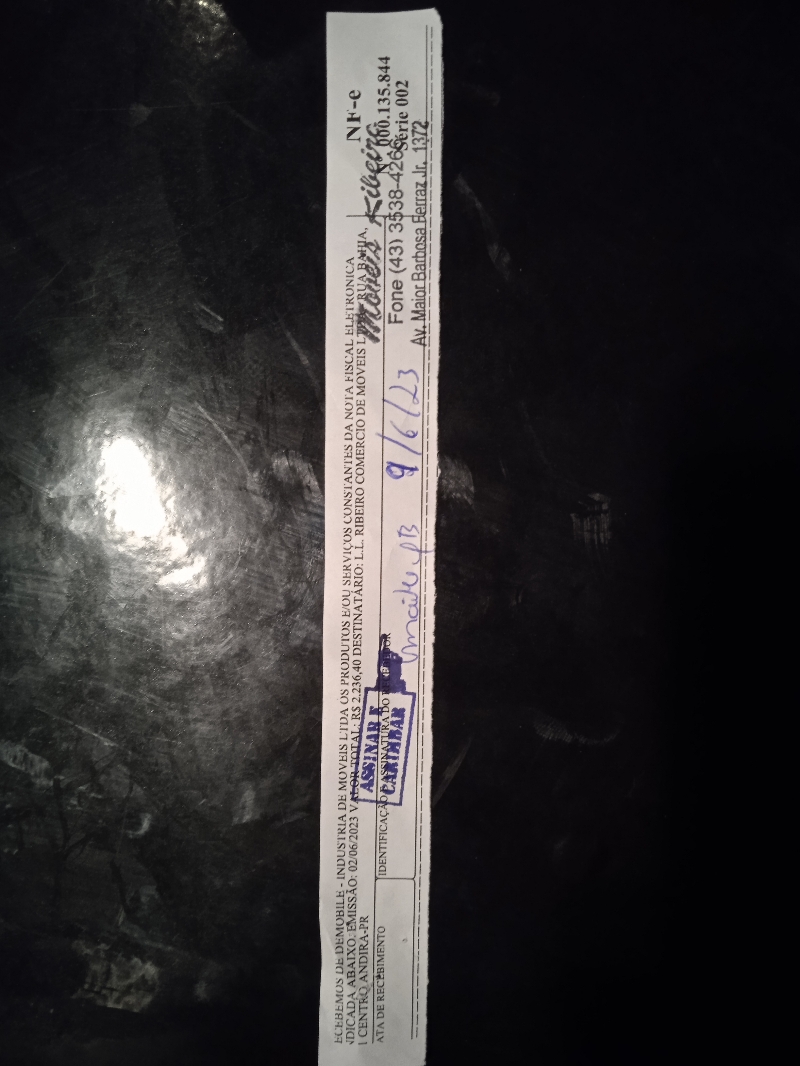 ECEBEMOS DE DEMOBILE - INDUSTRIA DE MOVEIS LTDA OS PRODUTOS E/OU SERVIÇOS CONSTANTES DA NOTA FISCAL ELETRONICA
NDICADA ABAIXO. EMISSÃO: 02/06/2023 VALOR TOTAL: R$ 2.236,40 DESTINATÁRIO: L.L. RIBEIRO COMERCIO DE MOVEIS LTDA - RUA BAHIA,
CENTRO ANDIRA-PR
NF-e
000.135.844
Série 002
ATA DE RECEBIMENTO
IDENTIFICAÇÃO E ASSINATURA DO RECEBEDOR
ASSINAR E
CARIMBAR
9/6/23
Móveis Ribeiro
Fone (43) 3538-4266
Av. Maior Barbosa Ferraz Jr. 1372